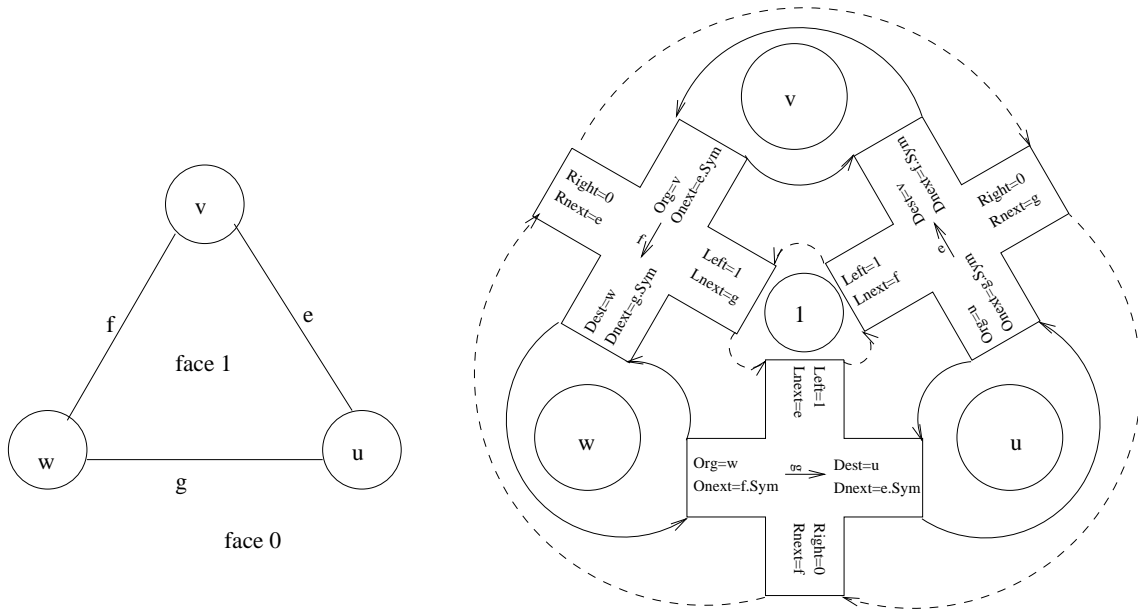 v
f
e
face 1
w
u
g
face 0
v
Right=0
Rnext=e
Org=v
Onext=e.Sym
f
Dest=w
Dnext=g.Sym
Left=1
Lnext=g
Dnext=f.Sym
Dest=v
e
Org=u
Onext=g.Sym
Right=0
Rnext=g
Left=1
Lnext=f
1
Left=1
Lnext=e
w
u
Org=w
Onext=f.Sym
g
Dest=u
Dnext=e.Sym
Right=0
Rnext=f